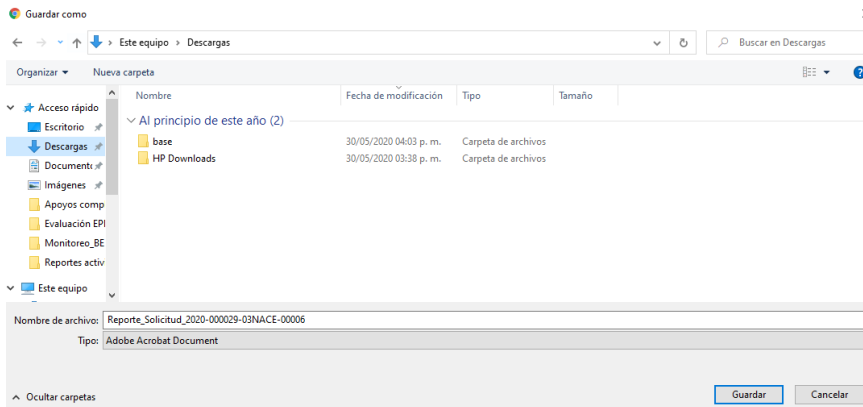 Guardar como
Este equipo › Descargas
Buscar en Descargas
Organizar
Nueva carpeta
Nombre
Fecha de modificación
Tipo
Tamaño
Acceso rápido
Escritorio
Descargas
Documento
Imágenes
Apoyos comp
Evaluación EPI
Monitoreo_BE
Reportes activ
Este equipo
Al principio de este año (2)
base 30/05/2020 04:03 p. m. Carpeta de archivos
HP Downloads 30/05/2020 03:38 p. m. Carpeta de archivos
Nombre de archivo: Reporte_Solicitud_2020-000029-03NACE-00006
Tipo: Adobe Acrobat Document
Ocultar carpetas
Guardar
Cancelar